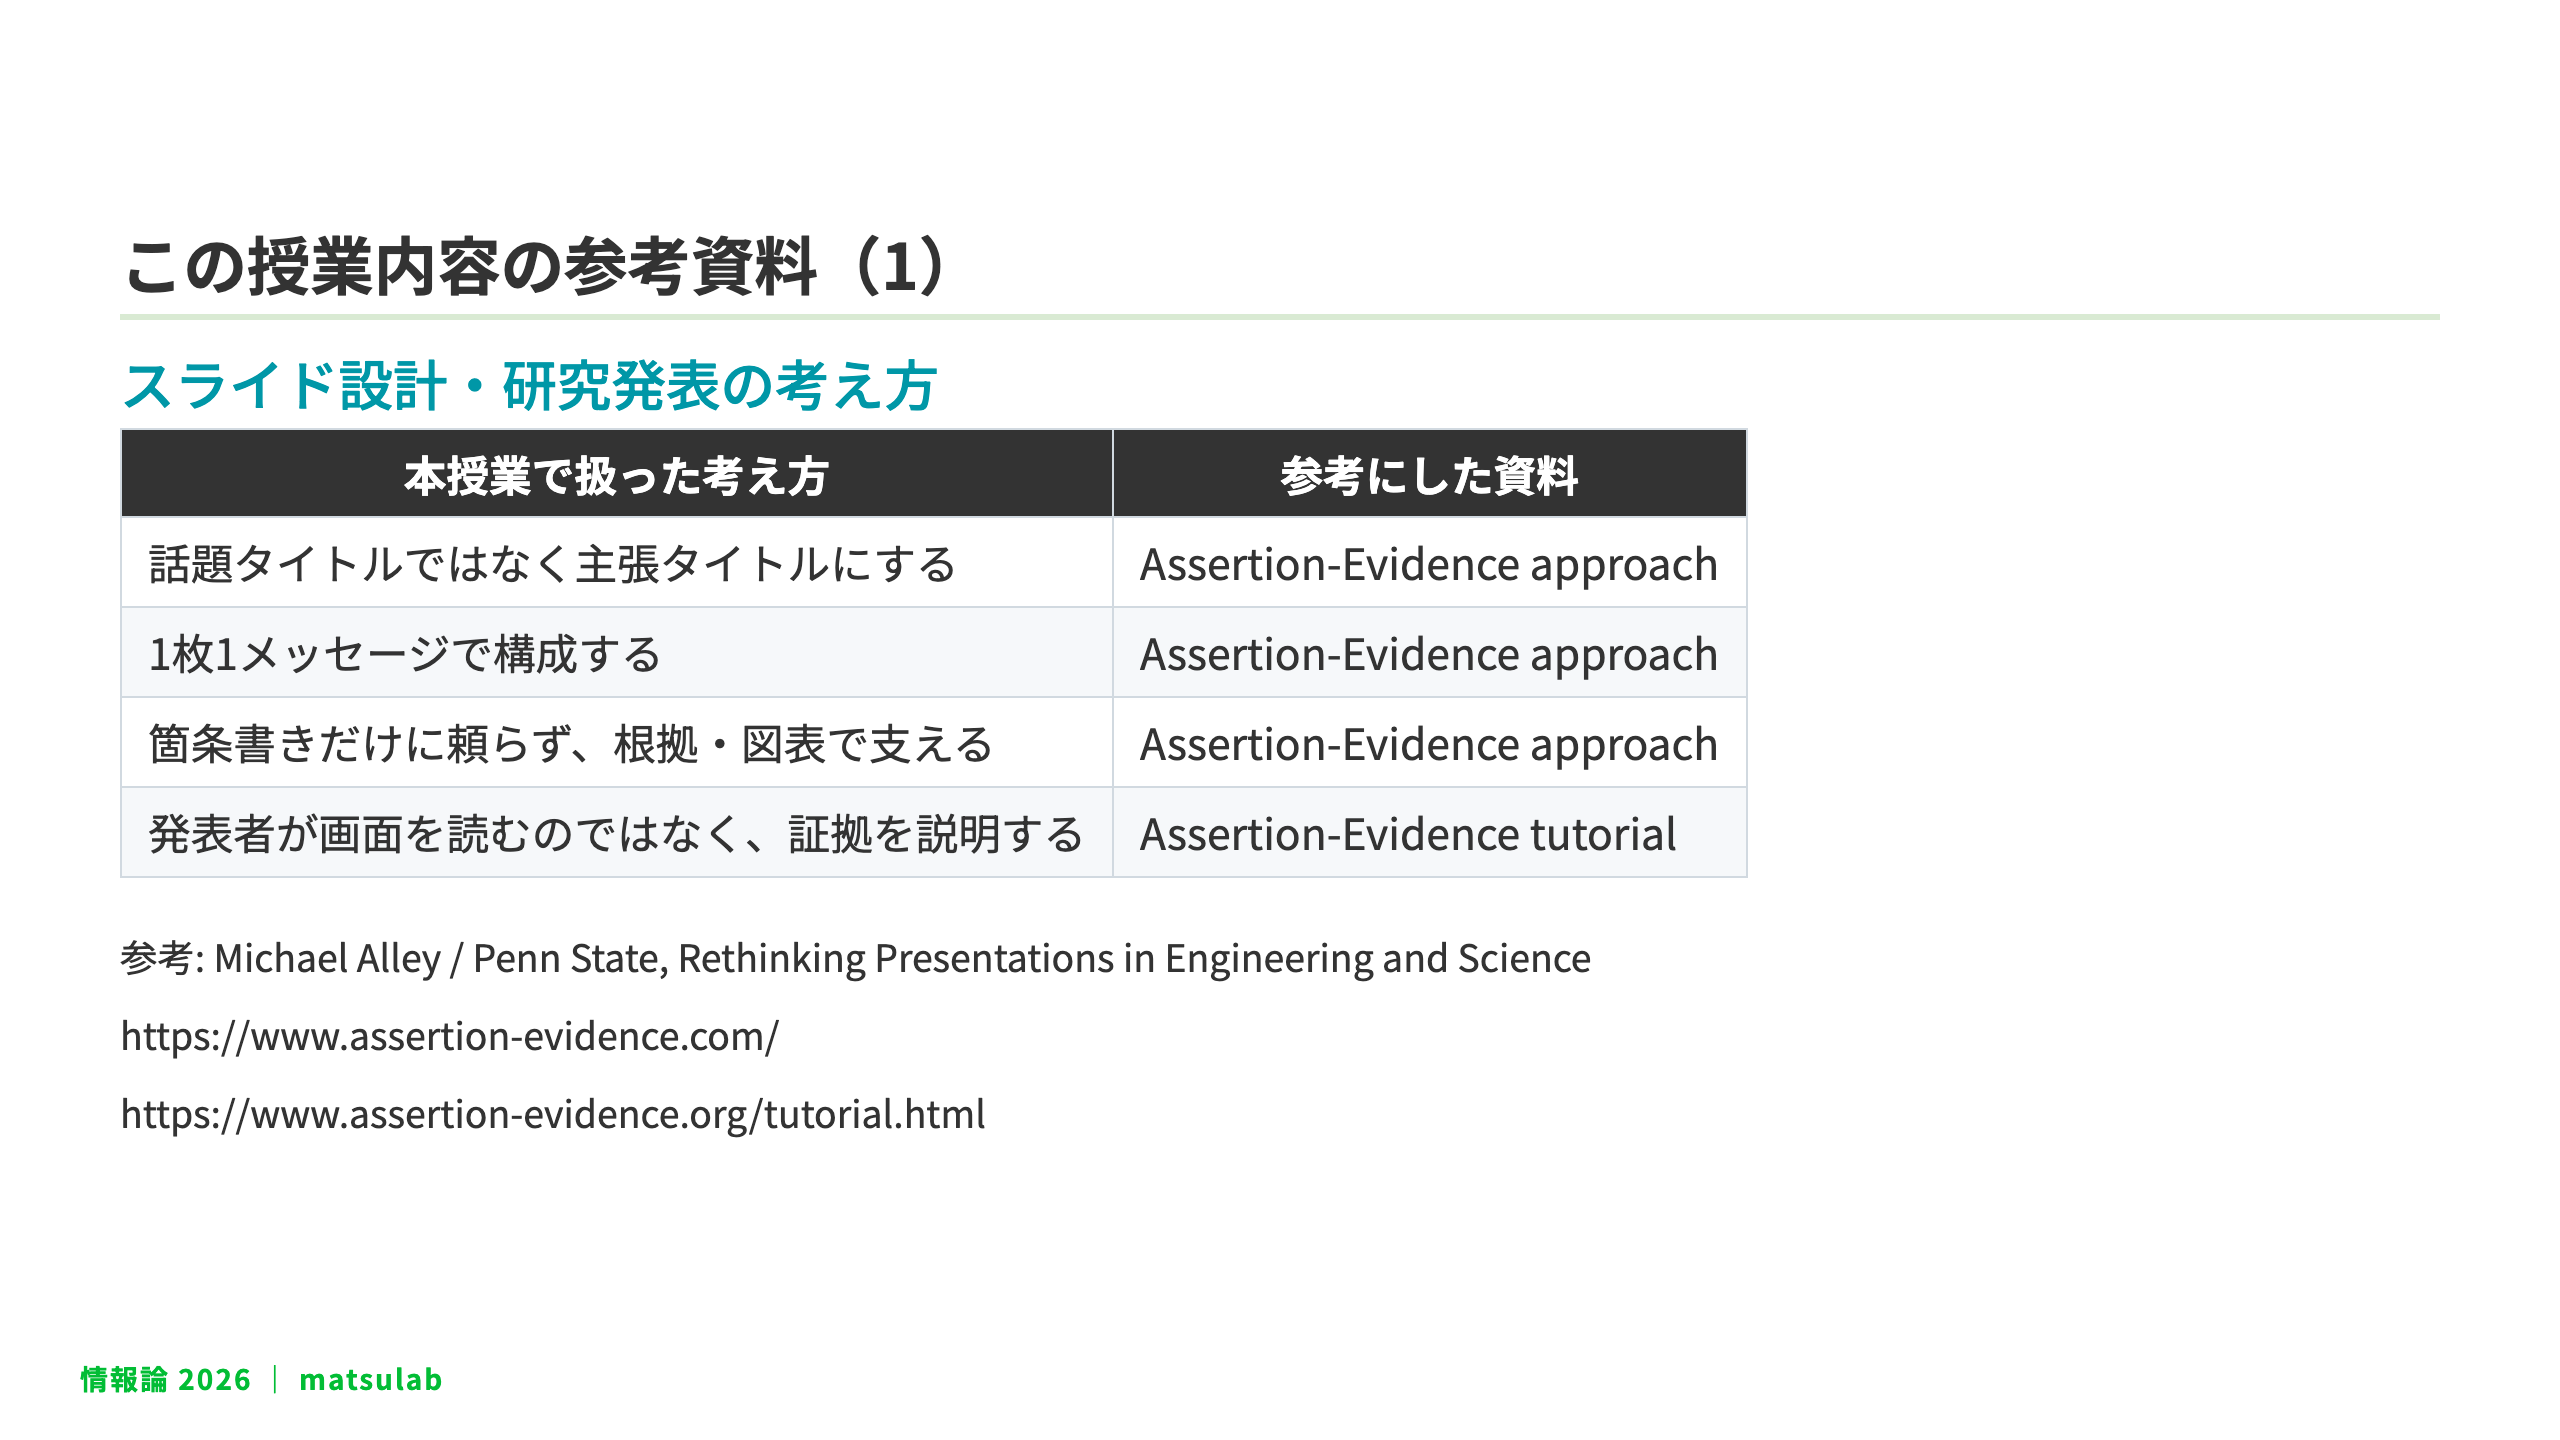 この授業内容の参考資料（1）
スライド設計・研究発表の考え方
本授業で扱った考え方 参考にした資料
話題タイトルではなく主張タイトルにする Assertion-Evidence approach
1枚1メッセージで構成する Assertion-Evidence approach
箇条書きだけに頼らず、根拠・図表で支える Assertion-Evidence approach
発表者が画面を読むのではなく、証拠を説明する Assertion-Evidence tutorial
参考: Michael Alley / Penn State, Rethinking Presentations in Engineering and Science
https://www.assertion-evidence.com/
https://www.assertion-evidence.org/tutorial.html
情報論 2026 ｜ matsulab